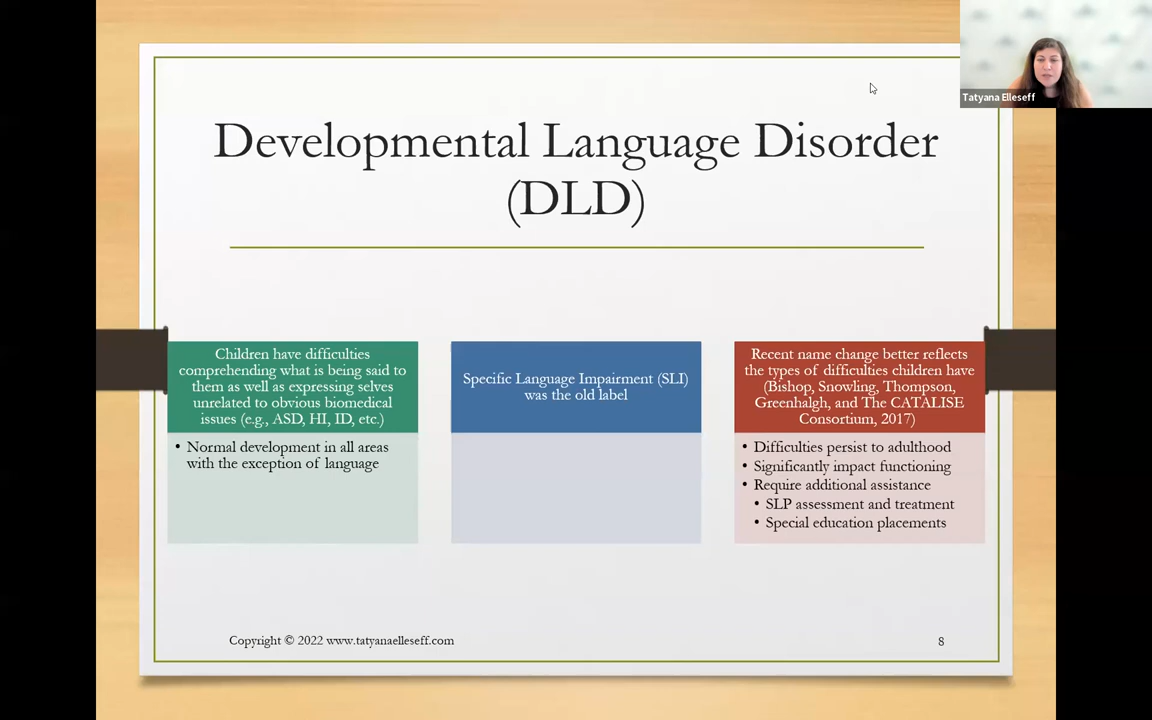 Tatyana Elleseff
Developmental Language Disorder
(DLD)
Children have difficulties
comprehending what is being said to
them as well as expressing selves
unrelated to obvious biomedical
issues (e.g., ASD, HI, ID, etc.)
• Normal development in all areas
with the exception of language
Specific Language Impairment (SLI)
was the old label
Recent name change better reflects
the types of difficulties children have
(Bishop, Snowling, Thompson,
Greenhalgh, and The CATALISE
Consortium, 2017)
• Difficulties persist to adulthood
• Significantly impact functioning
• Require additional assistance
• SLP assessment and treatment
• Special education placements
Copyright © 2022 www.tatyanaelleseff.com
8